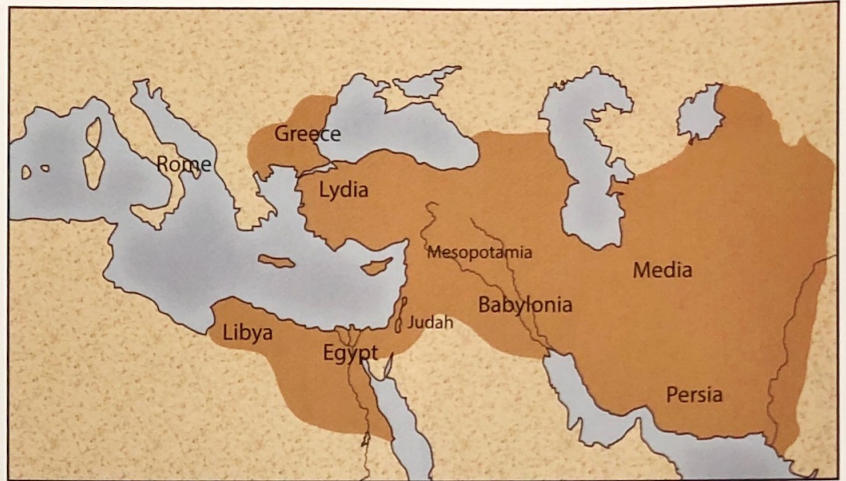 Greece
Rome
Lydia
Mesopotamia
Media
Babylonia
Judah
Libya
Egypt
Persia